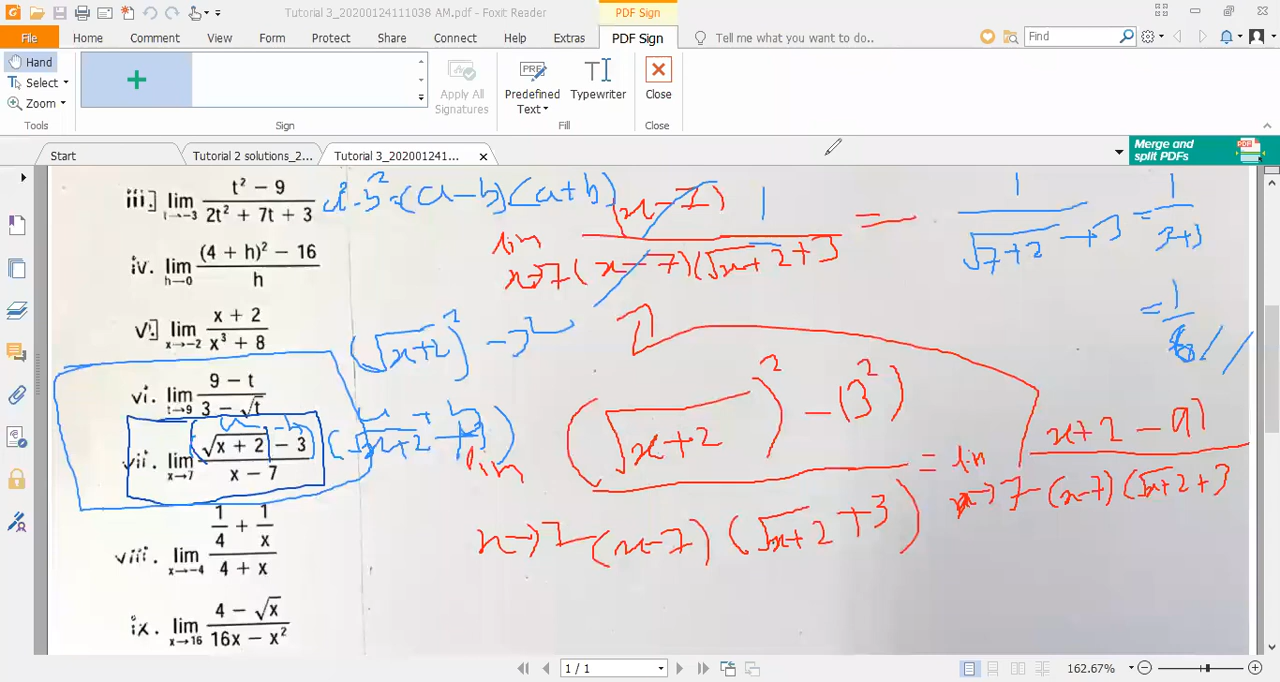 Tutorial 3_20200124111038 AM.pdf - Foxit Reader
PDF Sign
File Home Comment View Form Protect Share Connect Help Extras PDF Sign Tell me what you want to do.. Find
Hand
Select
Zoom
Tools
Sign
Apply All Signatures
PRE
Predefined Text
Typewriter
Fill
Close
Close
Start
Tutorial 2 solutions_2...
Tutorial 3_202001241...
Merge and split PDFs
iii.] lim t→-3 t² - 9 / 2t² + 7t + 3
a² - b² = (a - b)(a + b)
lim x→7 (x - 7) 1 / (x - 7)(√x+2 + 3 =
1 / √7+2 → 3 = 1 / 3+3
= 1 / 6 //
iv. lim h→0 (4 + h)² - 16 / h
v.] lim x→-2 x + 2 / x³ + 8
(√x+2)² - 3²
vi. lim t→9 9 - t / 3 - √t
vii. lim x→7 √x + 2 - 3 / x - 7
a - b
a + b
lim x→7 (√x+2)² - (3²) / (x-7)(√x+2 + 3) = lim x→7 x+2 - 9 / (x-7)(√x+2 + 3
viii. lim x→-4 1/4 + 1/x / 4 + x
ix. lim x→16 4 - √x / 16x - x²
1 / 1
162.67%